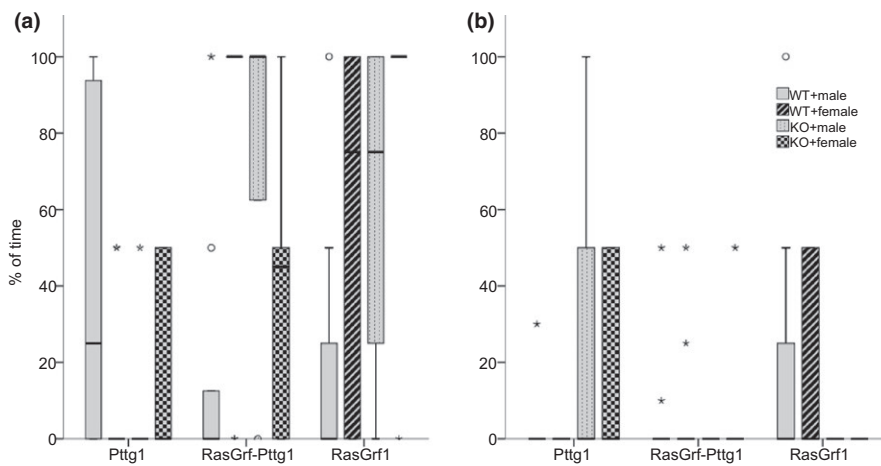 (a)
% of time
100
80
60
40
20
0
Pttg1
RasGrf-Pttg1
RasGrf1
(b)
100
80
60
40
20
0
WT+male
WT+female
KO+male
KO+female
Pttg1
RasGrf-Pttg1
RasGrf1